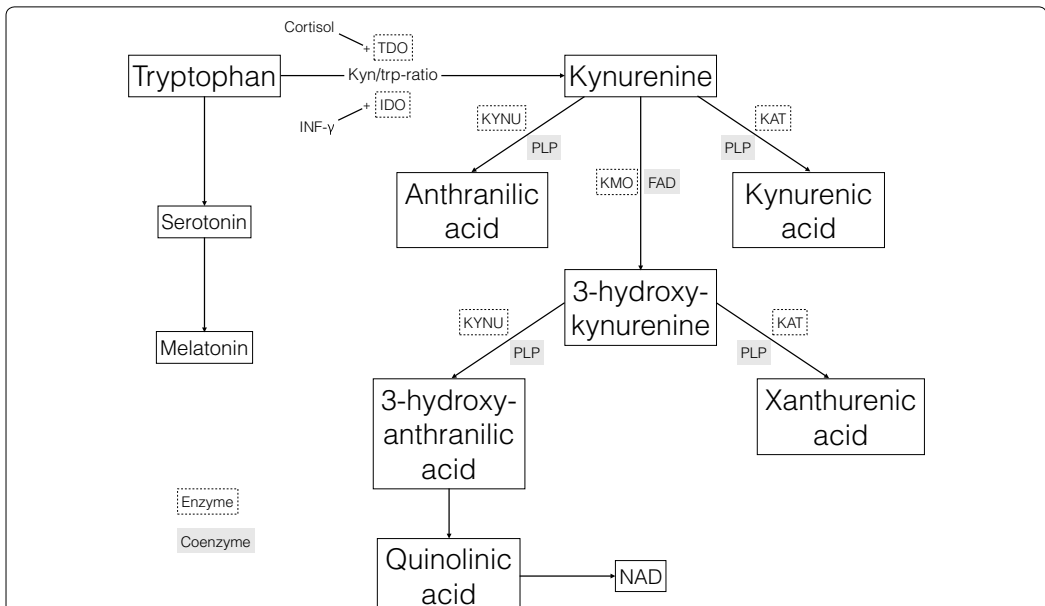 Cortisol
+ TDO
Tryptophan
Kyn/trp-ratio
Kynurenine
+ IDO
INF-γ
KYNU
PLP
KAT
PLP
KMO
FAD
Anthranilic
acid
Kynurenic
acid
Serotonin
3-hydroxy-
kynurenine
KYNU
PLP
KAT
PLP
Melatonin
3-hydroxy-
anthranilic
acid
Xanthurenic
acid
Enzyme
Coenzyme
Quinolinic
acid
NAD